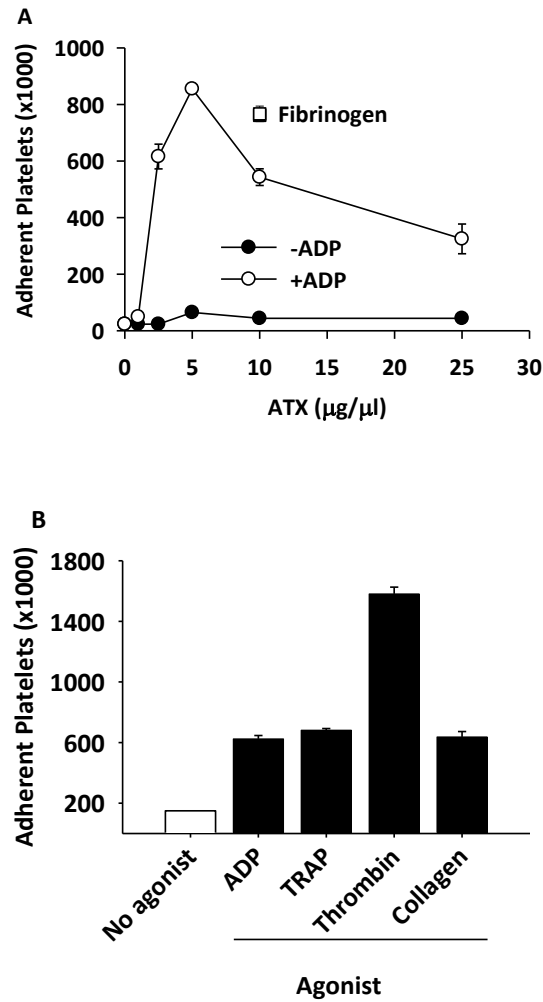 A
Adherent Platelets (x1000)
1000
800
600
400
200
0
Fibrinogen
-ADP
+ADP
0 5 10 15 20 25 30
ATX (μg/μl)
B
Adherent Platelets (x1000)
1800
1400
1000
600
200
No agonist
ADP
TRAP
Thrombin
Collagen
Agonist